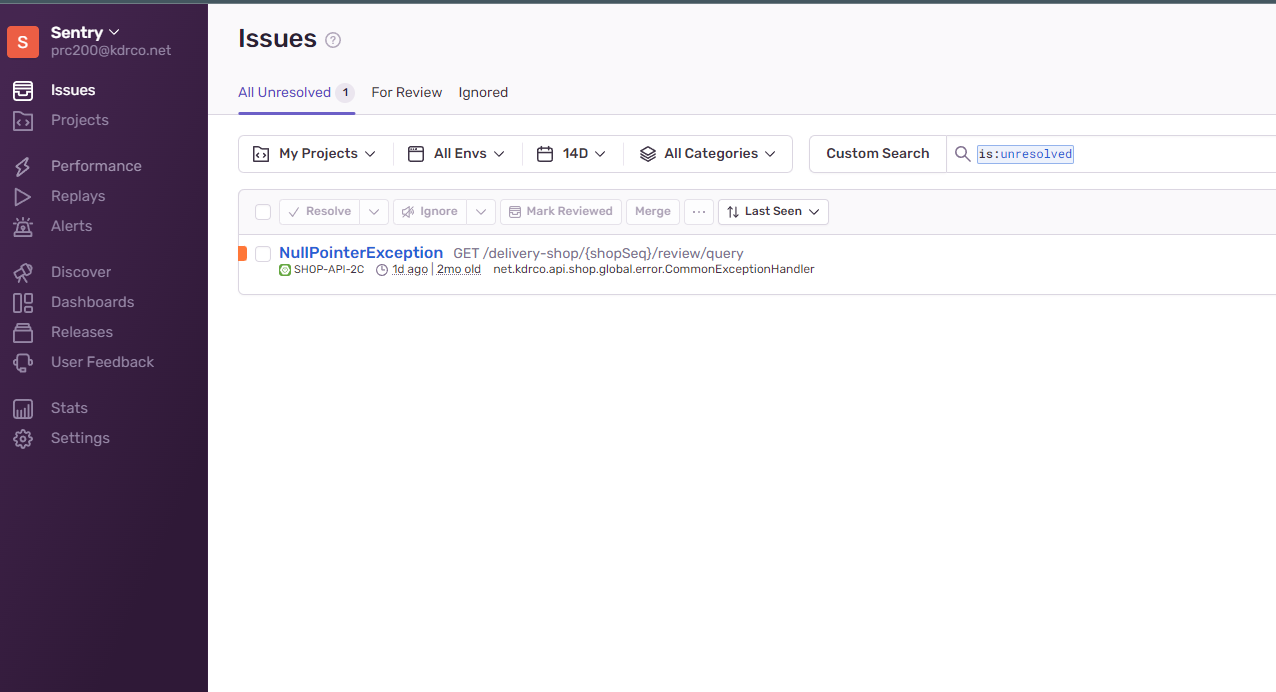 S
Sentry
prc200@kdrco.net
Issues
Projects
Performance
Replays
Alerts
Discover
Dashboards
Releases
User Feedback
Stats
Settings
Issues ?
All Unresolved 1 For Review Ignored
My Projects All Envs 14D All Categories Custom Search is:unresolved
Resolve Ignore Mark Reviewed Merge ... Last Seen
NullPointerException GET /delivery-shop/{shopSeq}/review/query
SHOP-API-2C 1d ago | 2mo old net.kdrco.api.shop.global.error.CommonExceptionHandler